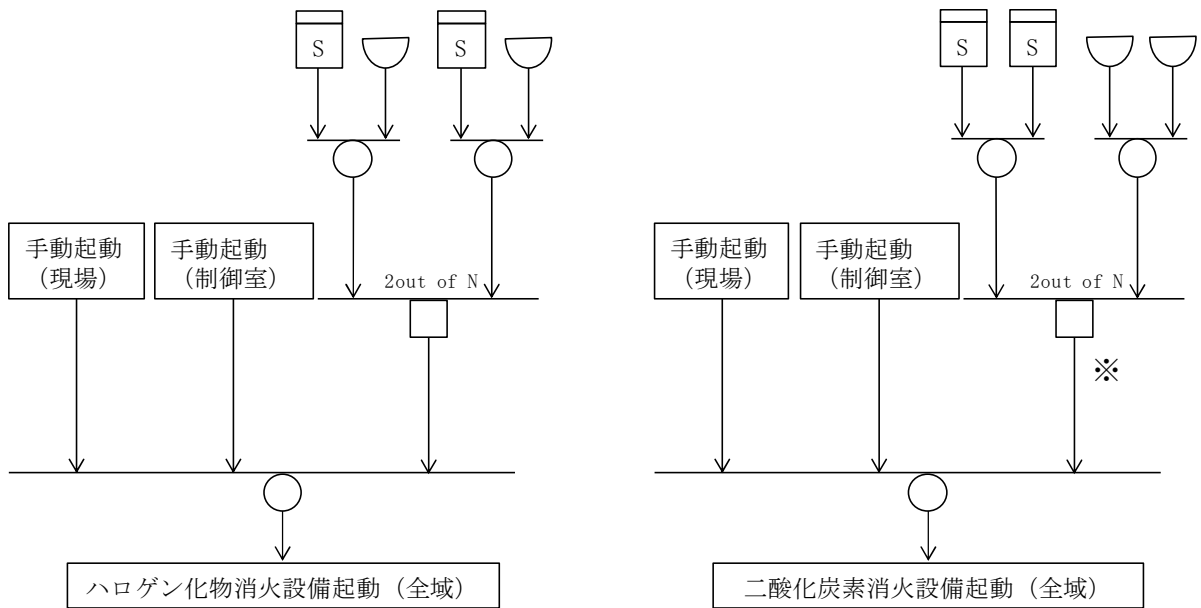 S
S
S
S
手動起動
（現場）
手動起動
（制御室）
2out of N
手動起動
（現場）
手動起動
（制御室）
2out of N
※
ハロゲン化物消火設備起動（全域）
二酸化炭素消火設備起動（全域）